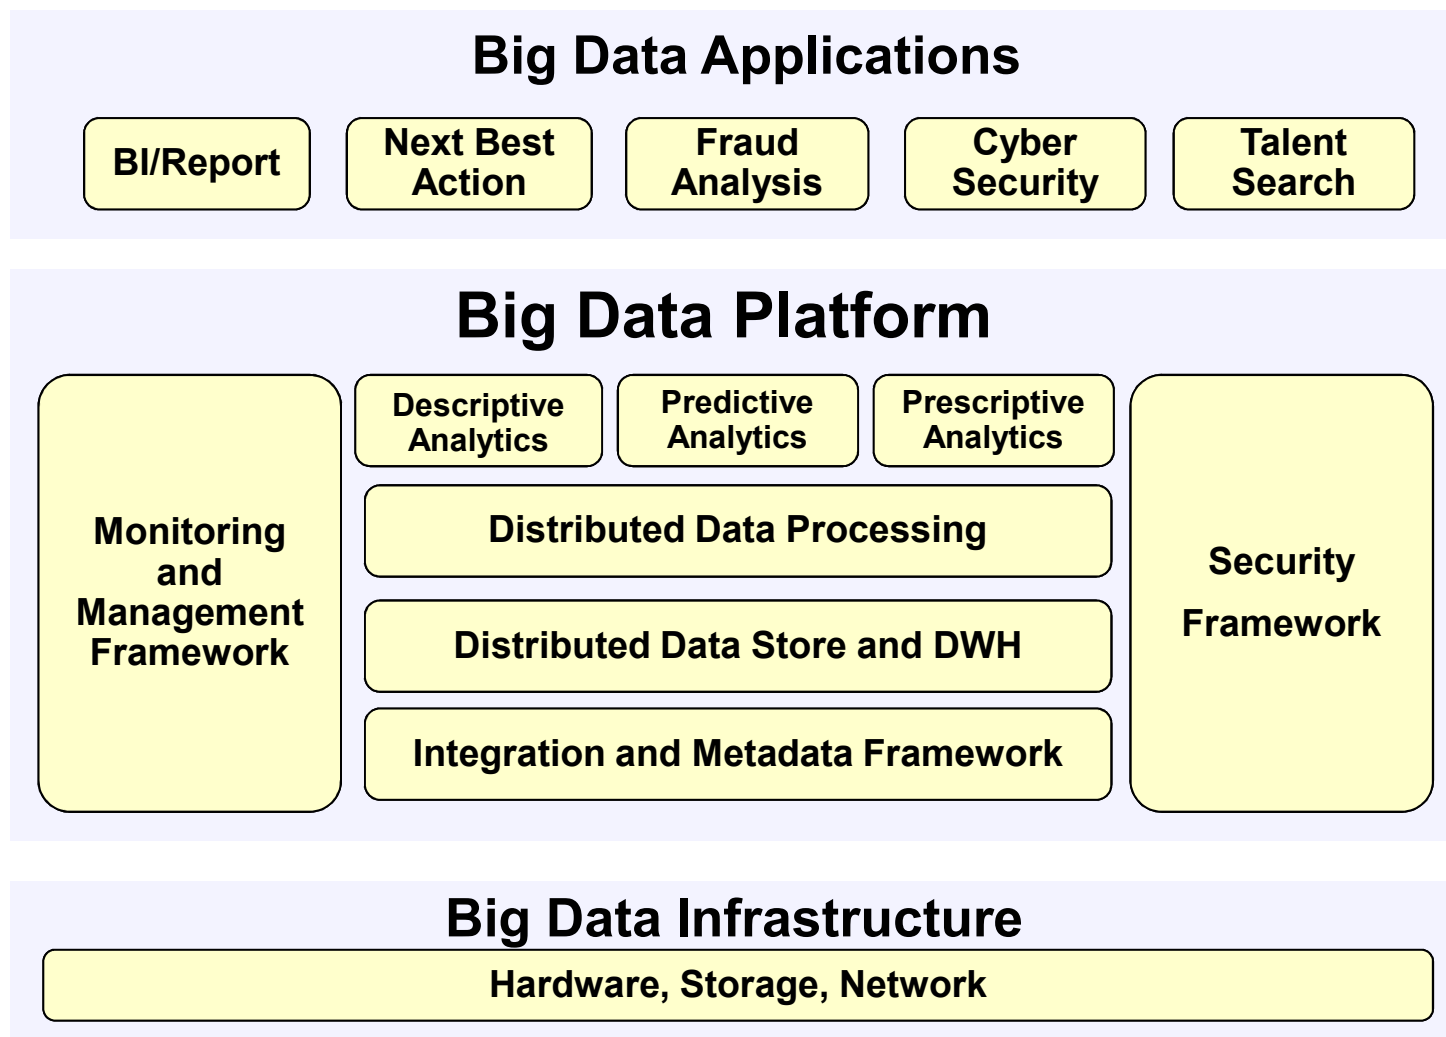 Big Data Applications
BI/Report
Next Best
Action
Fraud
Analysis
Cyber
Security
Talent
Search
Big Data Platform
Monitoring
and
Management
Framework
Descriptive
Analytics
Predictive
Analytics
Prescriptive
Analytics
Distributed Data Processing
Distributed Data Store and DWH
Integration and Metadata Framework
Security
Framework
Big Data Infrastructure
Hardware, Storage, Network